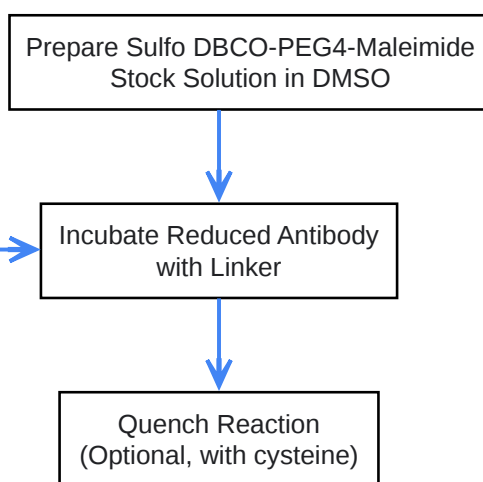 Prepare Sulfo DBCO-PEG4-Maleimide
Stock Solution in DMSO
Incubate Reduced Antibody
with Linker
Quench Reaction
(Optional, with cysteine)